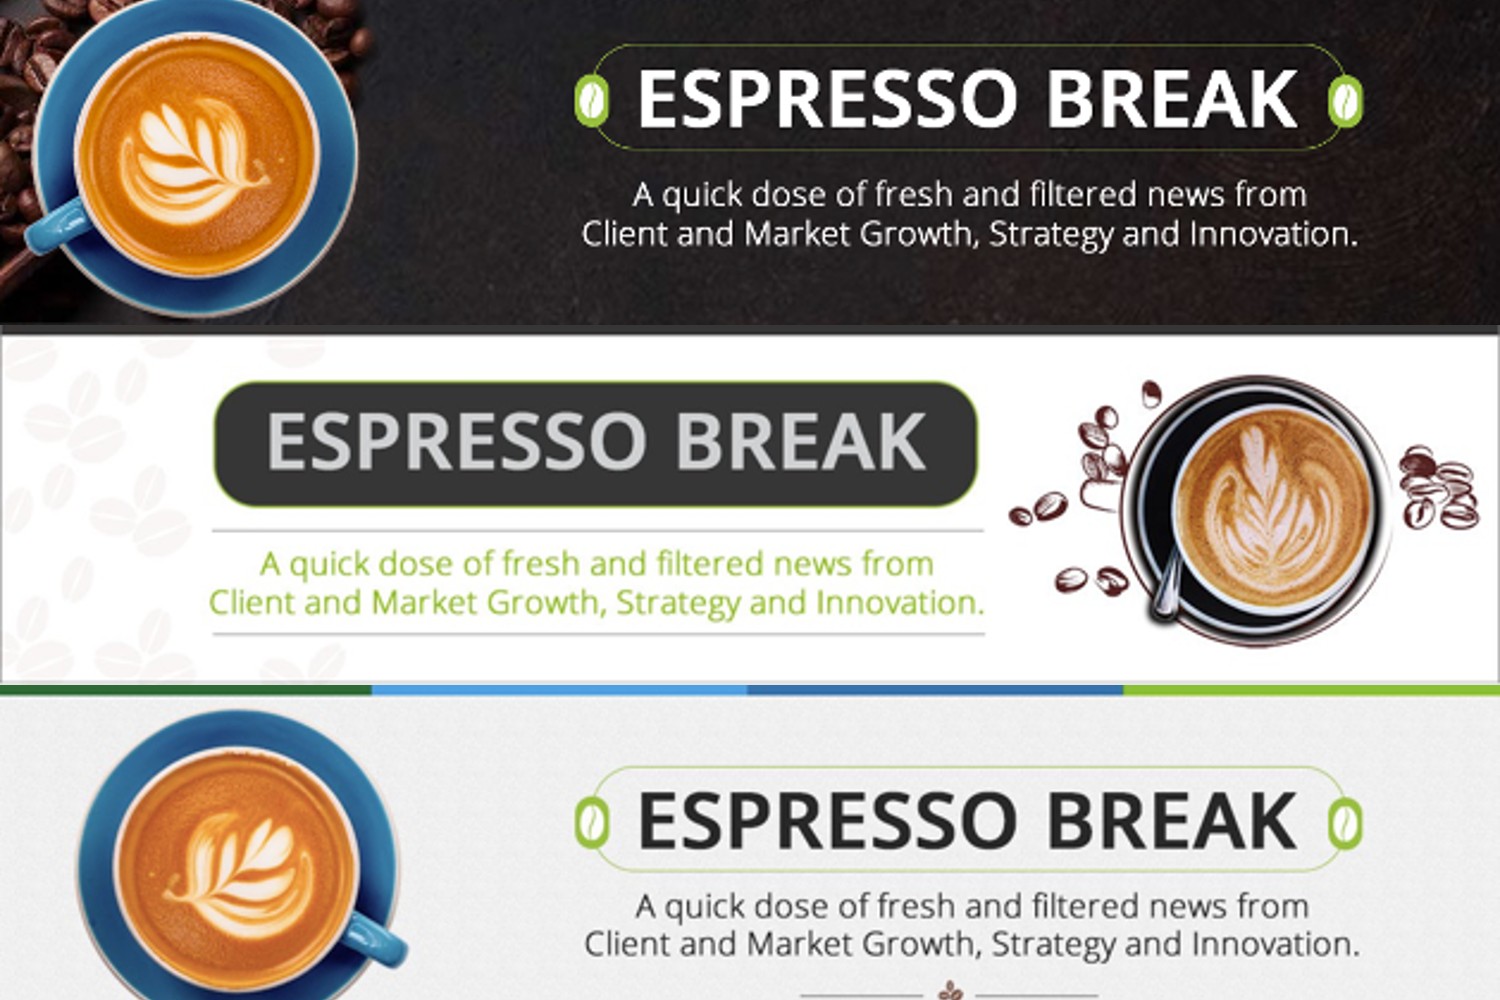 ESPRESSO BREAK
A quick dose of fresh and filtered news from
Client and Market Growth, Strategy and Innovation.
ESPRESSO BREAK
A quick dose of fresh and filtered news from
Client and Market Growth, Strategy and Innovation.
ESPRESSO BREAK
A quick dose of fresh and filtered news from
Client and Market Growth, Strategy and Innovation.